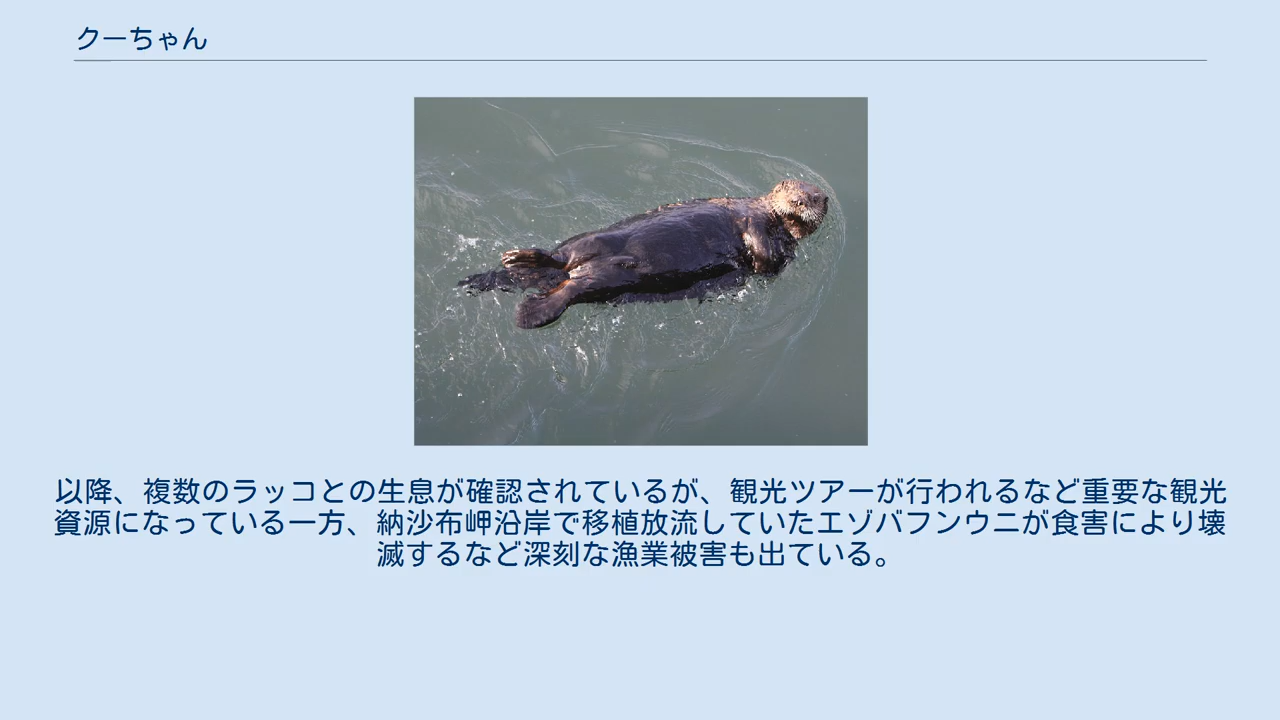 クーちゃん
以降、複数のラッコとの生息が確認されているが、観光ツアーが行われるなど重要な観光
資源になっている一方、納沙布岬沿岸で移植放流していたエゾバフンウニが食害により壊
滅するなど深刻な漁業被害も出ている。